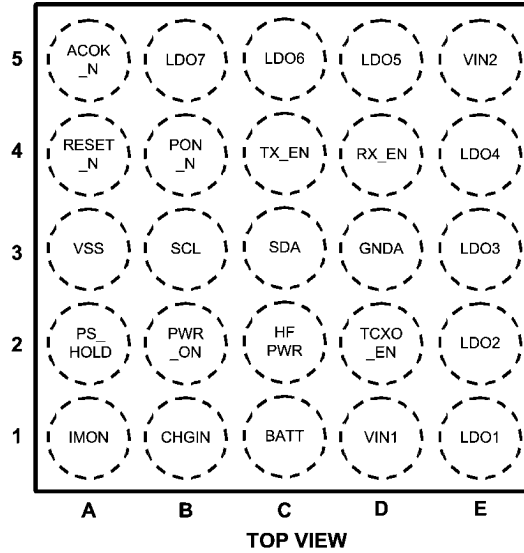 5
ACOK
_N
LDO7
LDO6
LDO5
VIN2
4
RESET
_N
PON
_N
TX_EN
RX_EN
LDO4
3
VSS
SCL
SDA
GNDA
LDO3
2
PS_
HOLD
PWR
_ON
HF
PWR
TCXO
_EN
LDO2
1
IMON
CHGIN
BATT
VIN1
LDO1
A B C D E
TOP VIEW